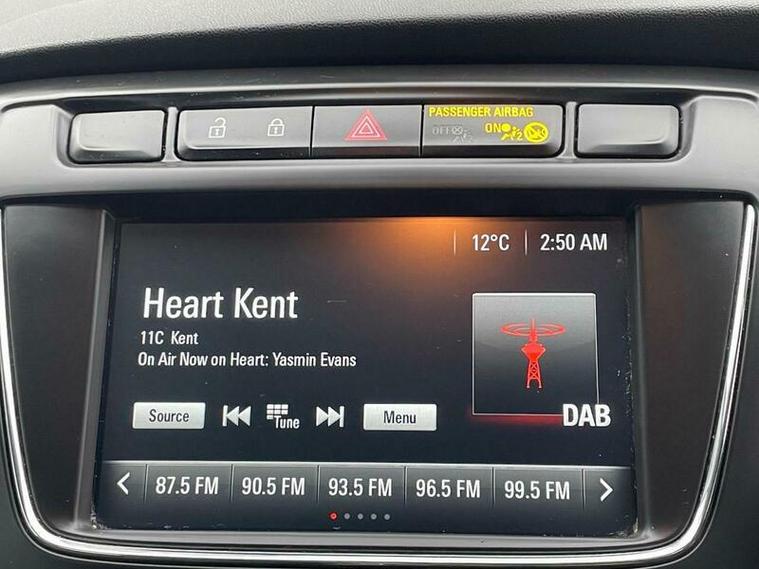 PASSENGER AIRBAG
OFF ON 2
12°C 2:50 AM
Heart Kent
11C Kent
On Air Now on Heart: Yasmin Evans
DAB
Source Tune Menu
87.5 FM 90.5 FM 93.5 FM 96.5 FM 99.5 FM